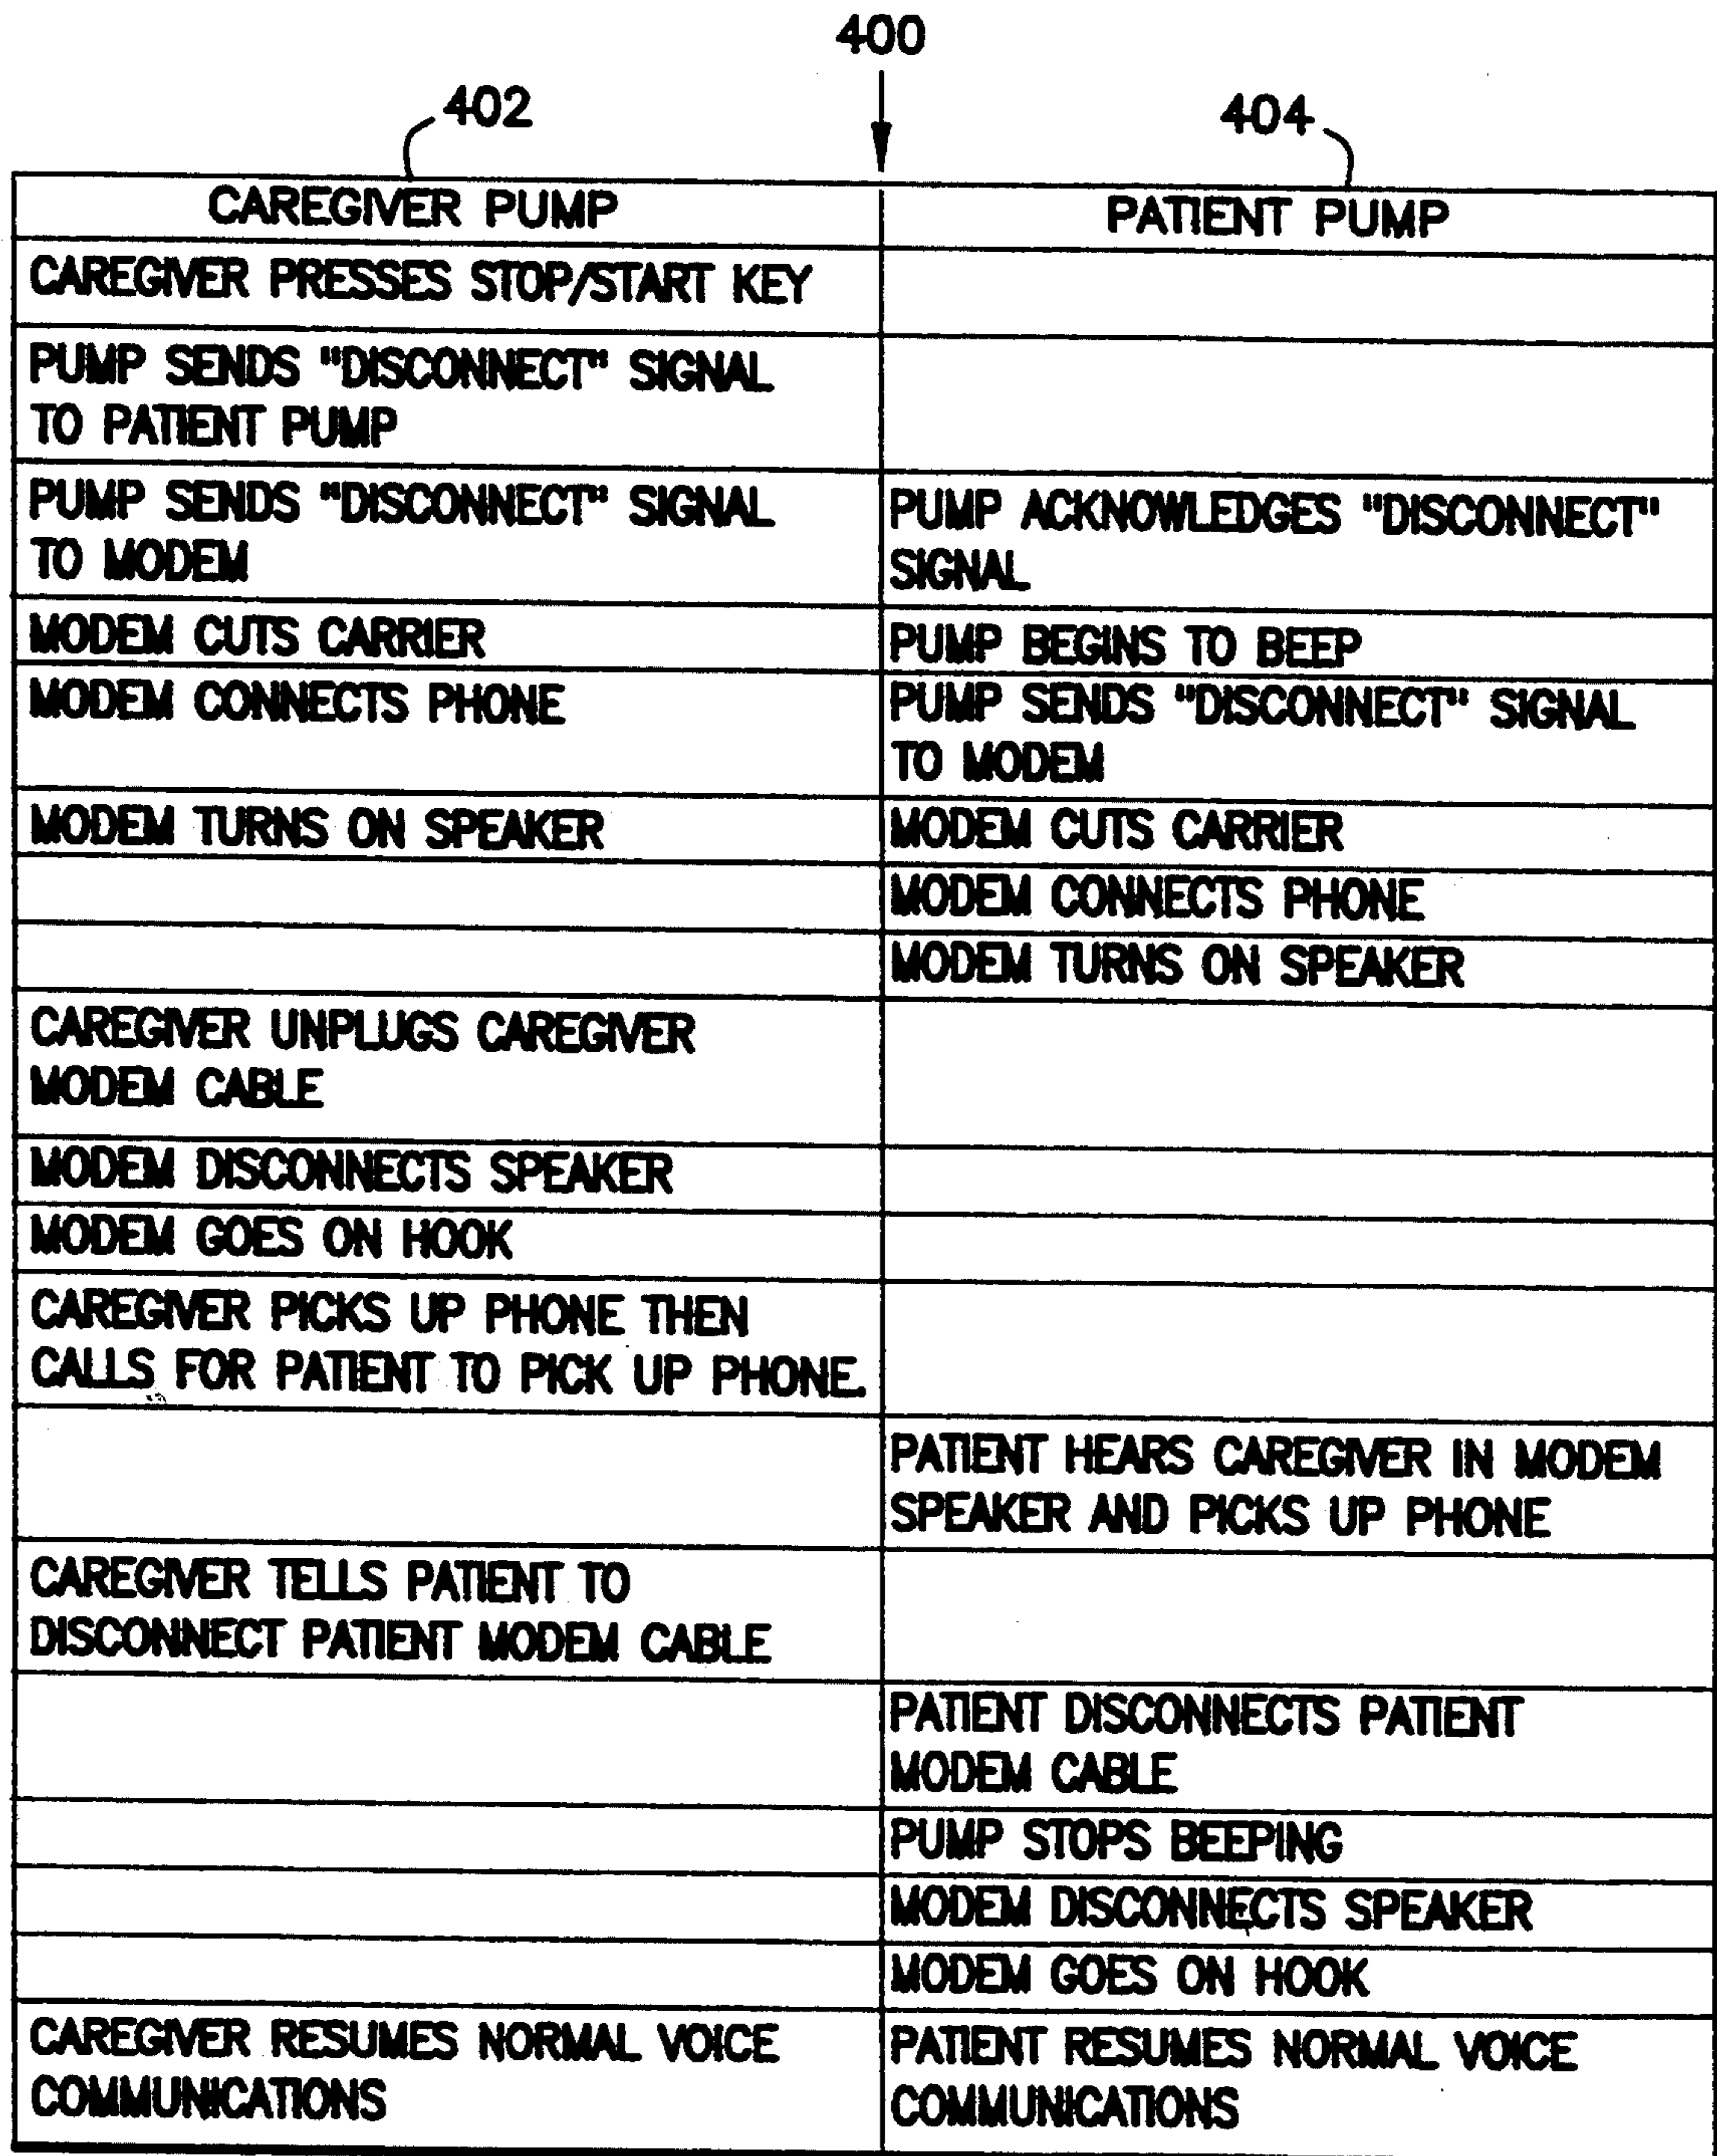 400
402
404
CAREGIVER PUMP
PATIENT PUMP
CAREGIVER PRESSES STOP/START KEY
PUMP SENDS "DISCONNECT" SIGNAL
TO PATIENT PUMP
PUMP SENDS "DISCONNECT" SIGNAL
TO MODEM
PUMP ACKNOWLEDGES "DISCONNECT"
SIGNAL
MODEM CUTS CARRIER
PUMP BEGINS TO BEEP
MODEM CONNECTS PHONE
PUMP SENDS "DISCONNECT" SIGNAL
TO MODEM
MODEM TURNS ON SPEAKER
MODEM CUTS CARRIER
MODEM CONNECTS PHONE
MODEM TURNS ON SPEAKER
CAREGIVER UNPLUGS CAREGIVER
MODEM CABLE
MODEM DISCONNECTS SPEAKER
MODEM GOES ON HOOK
CAREGIVER PICKS UP PHONE THEN
CALLS FOR PATIENT TO PICK UP PHONE.
PATIENT HEARS CAREGIVER IN MODEM
SPEAKER AND PICKS UP PHONE
CAREGIVER TELLS PATIENT TO
DISCONNECT PATIENT MODEM CABLE
PATIENT DISCONNECTS PATIENT
MODEM CABLE
PUMP STOPS BEEPING
MODEM DISCONNECTS SPEAKER
MODEM GOES ON HOOK
CAREGIVER RESUMES NORMAL VOICE
COMMUNICATIONS
PATIENT RESUMES NORMAL VOICE
COMMUNICATIONS